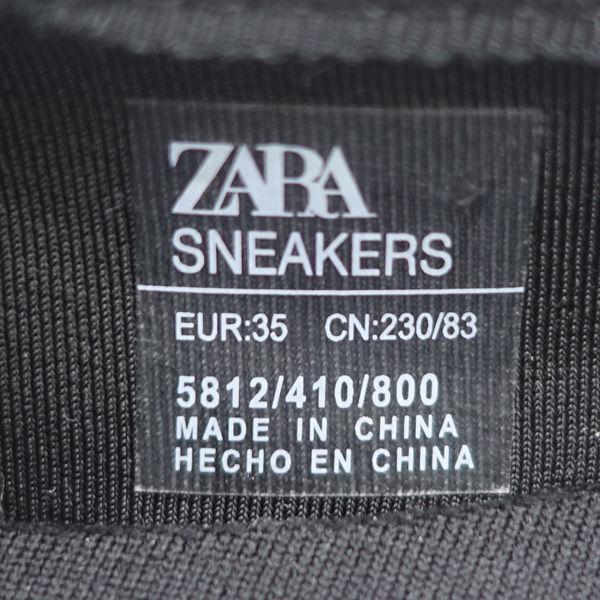 ZARA
SNEAKERS
EUR:35 CN:230/83
5812/410/800
MADE IN CHINA
HECHO EN CHINA